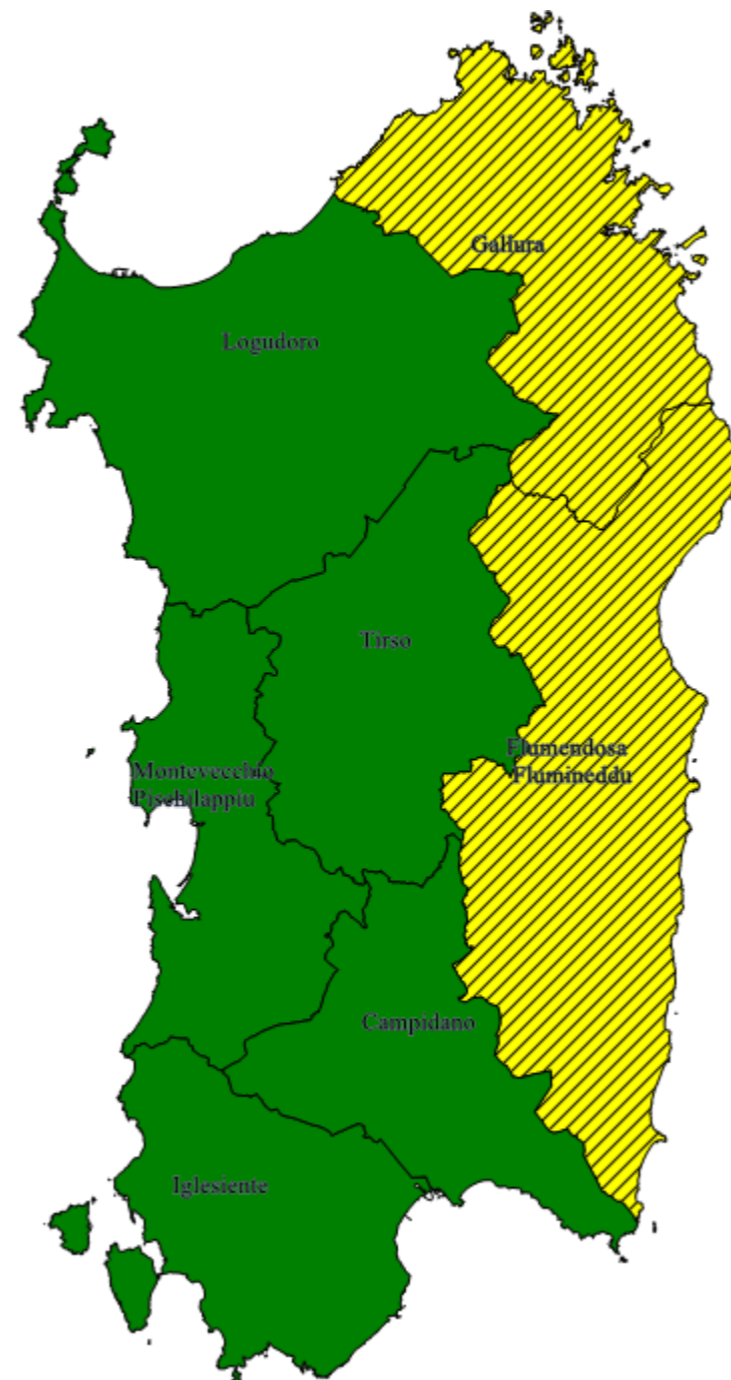 Gallura
Logudoro
Tirso
Flumendosa
Flumineddu
Montevecchio
Pischilappiu
Campidano
Iglesiente